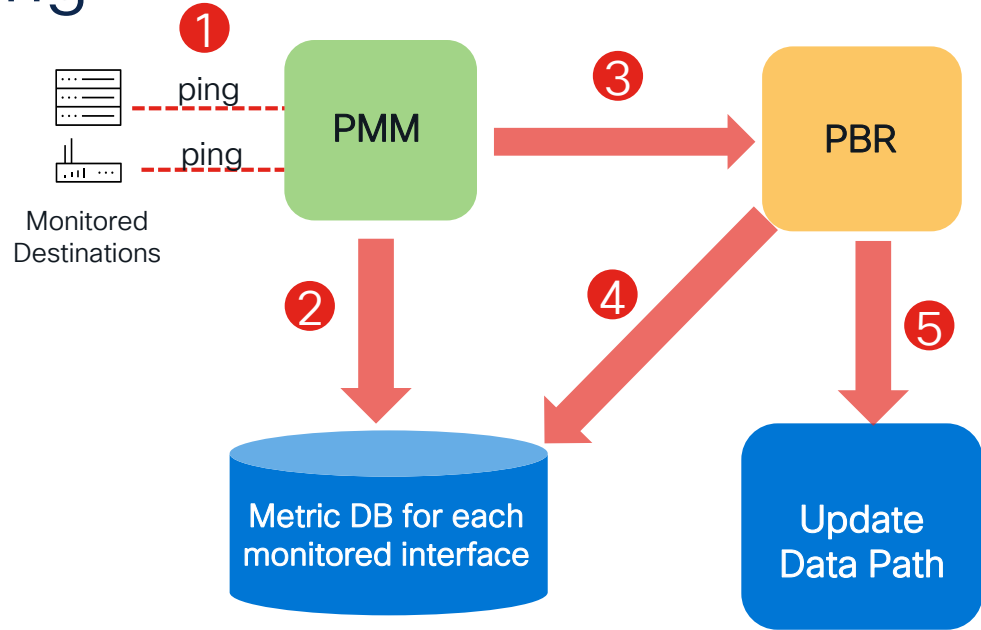 1
ping
ping
Monitored
Destinations
PMM
3
PBR
2
4
5
Metric DB for each
monitored interface
Update
Data Path